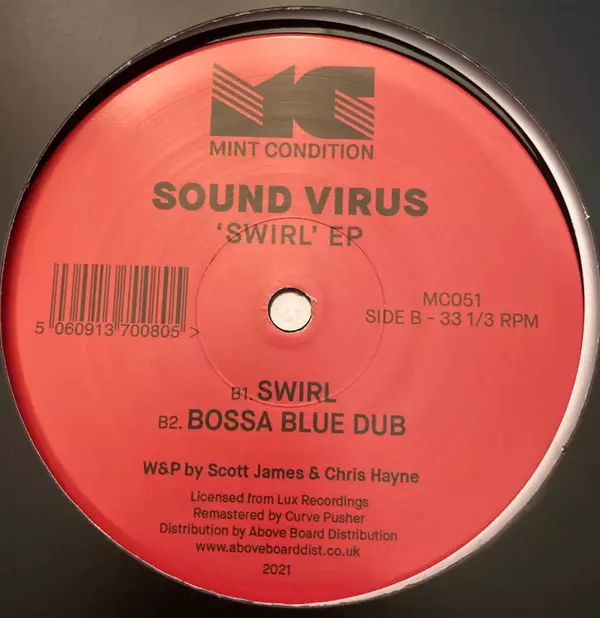 MC
MINT CONDITION
SOUND VIRUS
‘SWIRL’ EP
5 060913 700805 >
MC051
SIDE B - 33 1/3 RPM
B1. SWIRL
B2. BOSSA BLUE DUB
W&P by Scott James & Chris Hayne
Licensed from Lux Recordings
Remastered by Curve Pusher
Distribution by Above Board Distribution
www.aboveboarddist.co.uk
2021